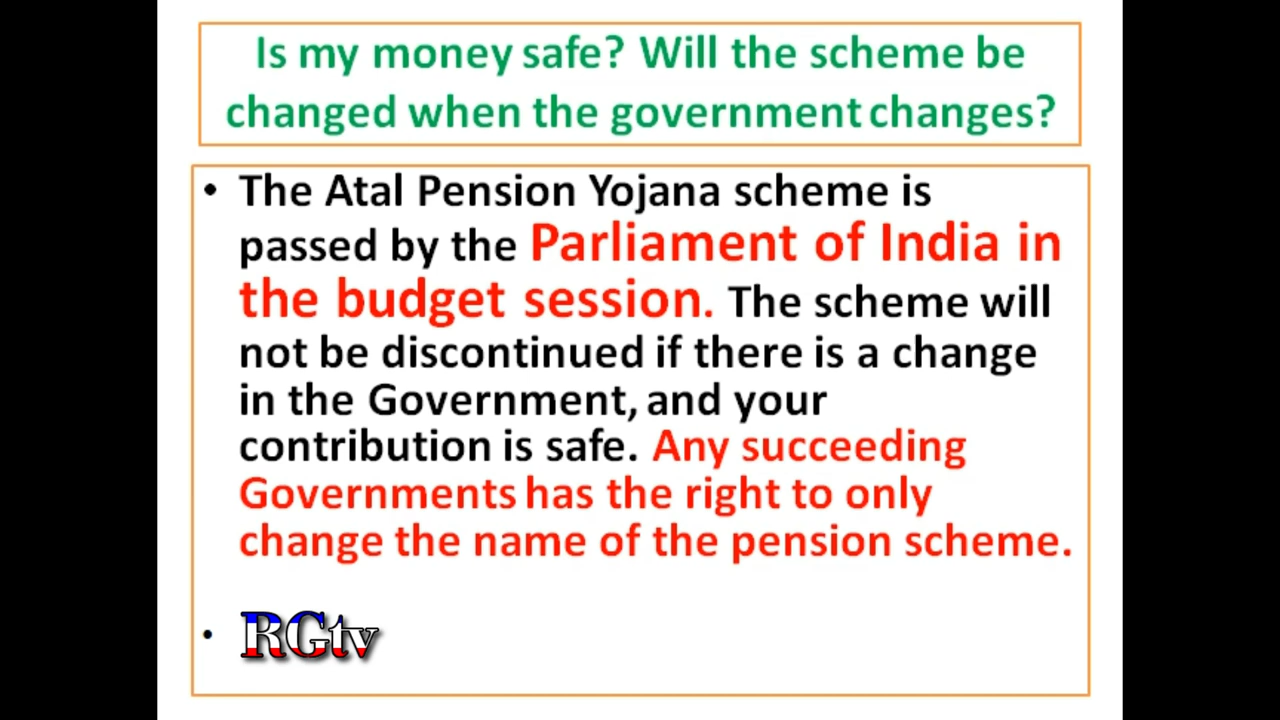 Is my money safe? Will the scheme be
changed when the government changes?
• The Atal Pension Yojana scheme is
passed by the Parliament of India in
the budget session. The scheme will
not be discontinued if there is a change
in the Government, and your
contribution is safe. Any succeeding
Governments has the right to only
change the name of the pension scheme.
• RGtv